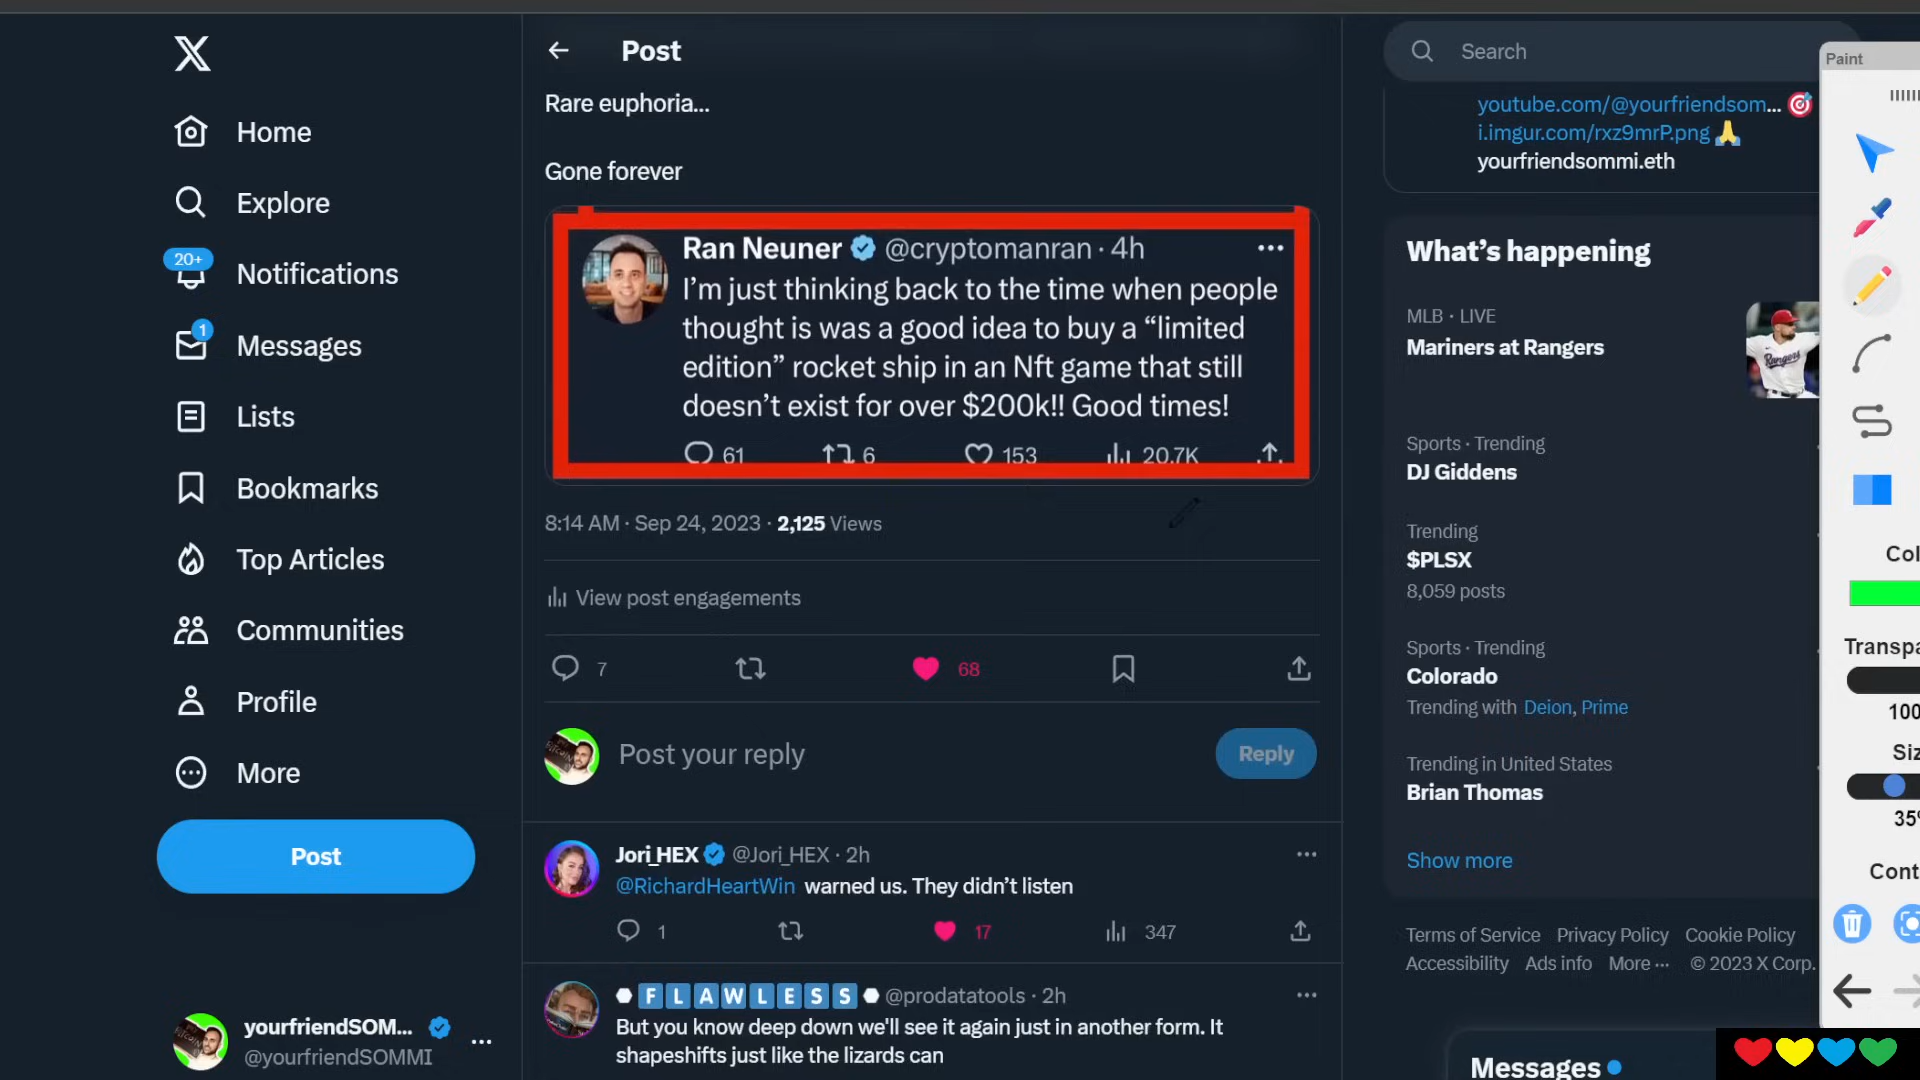 Home
Explore
20+
Notifications
1
Messages
Lists
Bookmarks
Top Articles
Communities
Profile
More
Post
yourfriendSOM...
@yourfriendSOMMI
Post
Rare euphoria...
Gone forever
Ran Neuner @cryptomanran · 4h
I'm just thinking back to the time when people
thought is was a good idea to buy a “limited
edition” rocket ship in an Nft game that still
doesn't exist for over $200k!! Good times!
61 6 153 20.7K
8:14 AM · Sep 24, 2023 · 2,125 Views
View post engagements
7 68
Post your reply
Reply
Jori_HEX @Jori_HEX · 2h
@RichardHeartWin warned us. They didn't listen
1 17 347
FLAWLESS @prodatatools · 2h
But you know deep down we'll see it again just in another form. It
shapeshifts just like the lizards can
Search
youtube.com/@yourfriendsom...
i.imgur.com/rxz9mrP.png
yourfriendsommi.eth
What's happening
MLB · LIVE
Mariners at Rangers
Sports · Trending
DJ Giddens
Trending
$PLSX
8,059 posts
Sports · Trending
Colorado
Trending with Deion, Prime
Trending in United States
Brian Thomas
Show more
Terms of Service Privacy Policy Cookie Policy
Accessibility Ads info More ··· © 2023 X Corp.
Messages
Paint
Col
Transpa
100
Siz
35
Cont